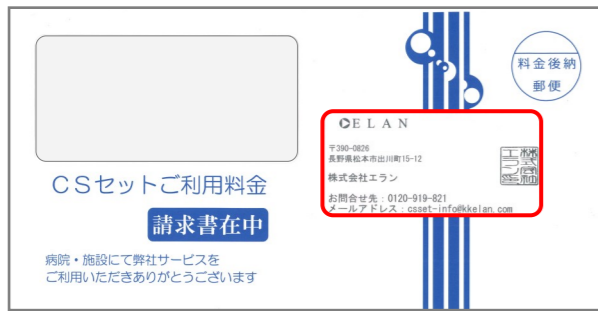 CSセットご利用料金
請求書在中
病院・施設にて弊社サービスを
ご利用いただきありがとうございます
料金後納
郵便
ELAN
〒390-0826
長野県松本市出川町15-12
株式会社エラン
お問合せ先：0120-919-821
メールアドレス：csset-info@kkelan.com